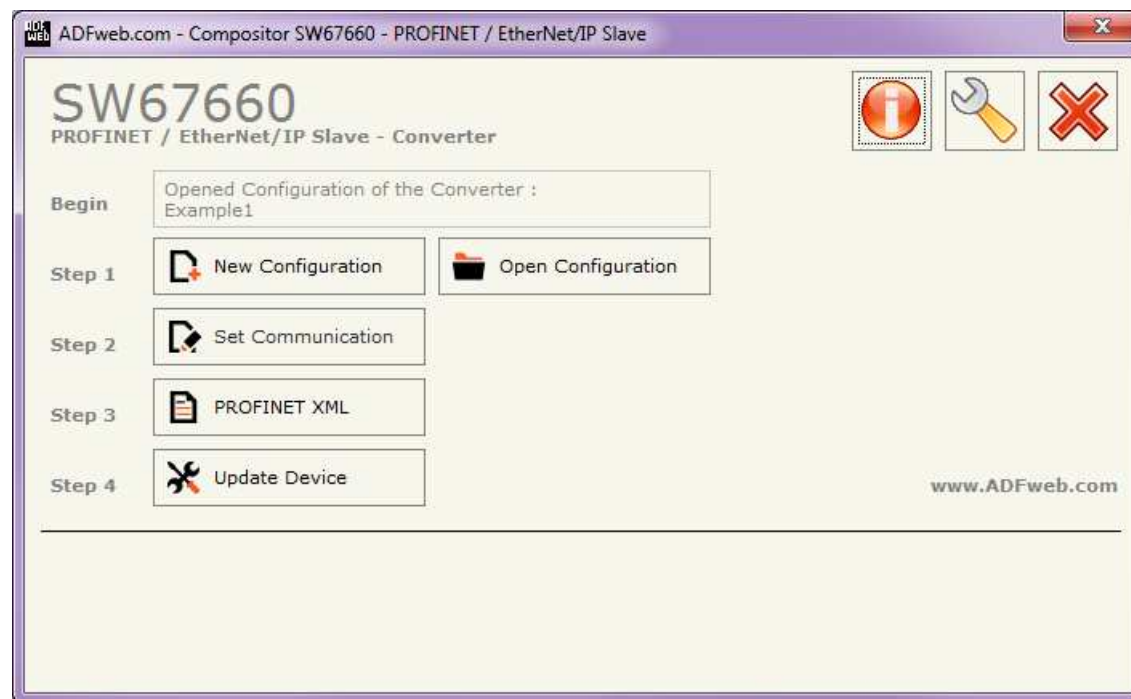 ADF
WEB
ADFweb.com - Compositor SW67660 - PROFINET / EtherNet/IP Slave
SW67660
PROFINET / EtherNet/IP Slave - Converter
Begin
Opened Configuration of the Converter :
Example1
Step 1
New Configuration
Open Configuration
Step 2
Set Communication
Step 3
PROFINET XML
Step 4
Update Device
www.ADFweb.com